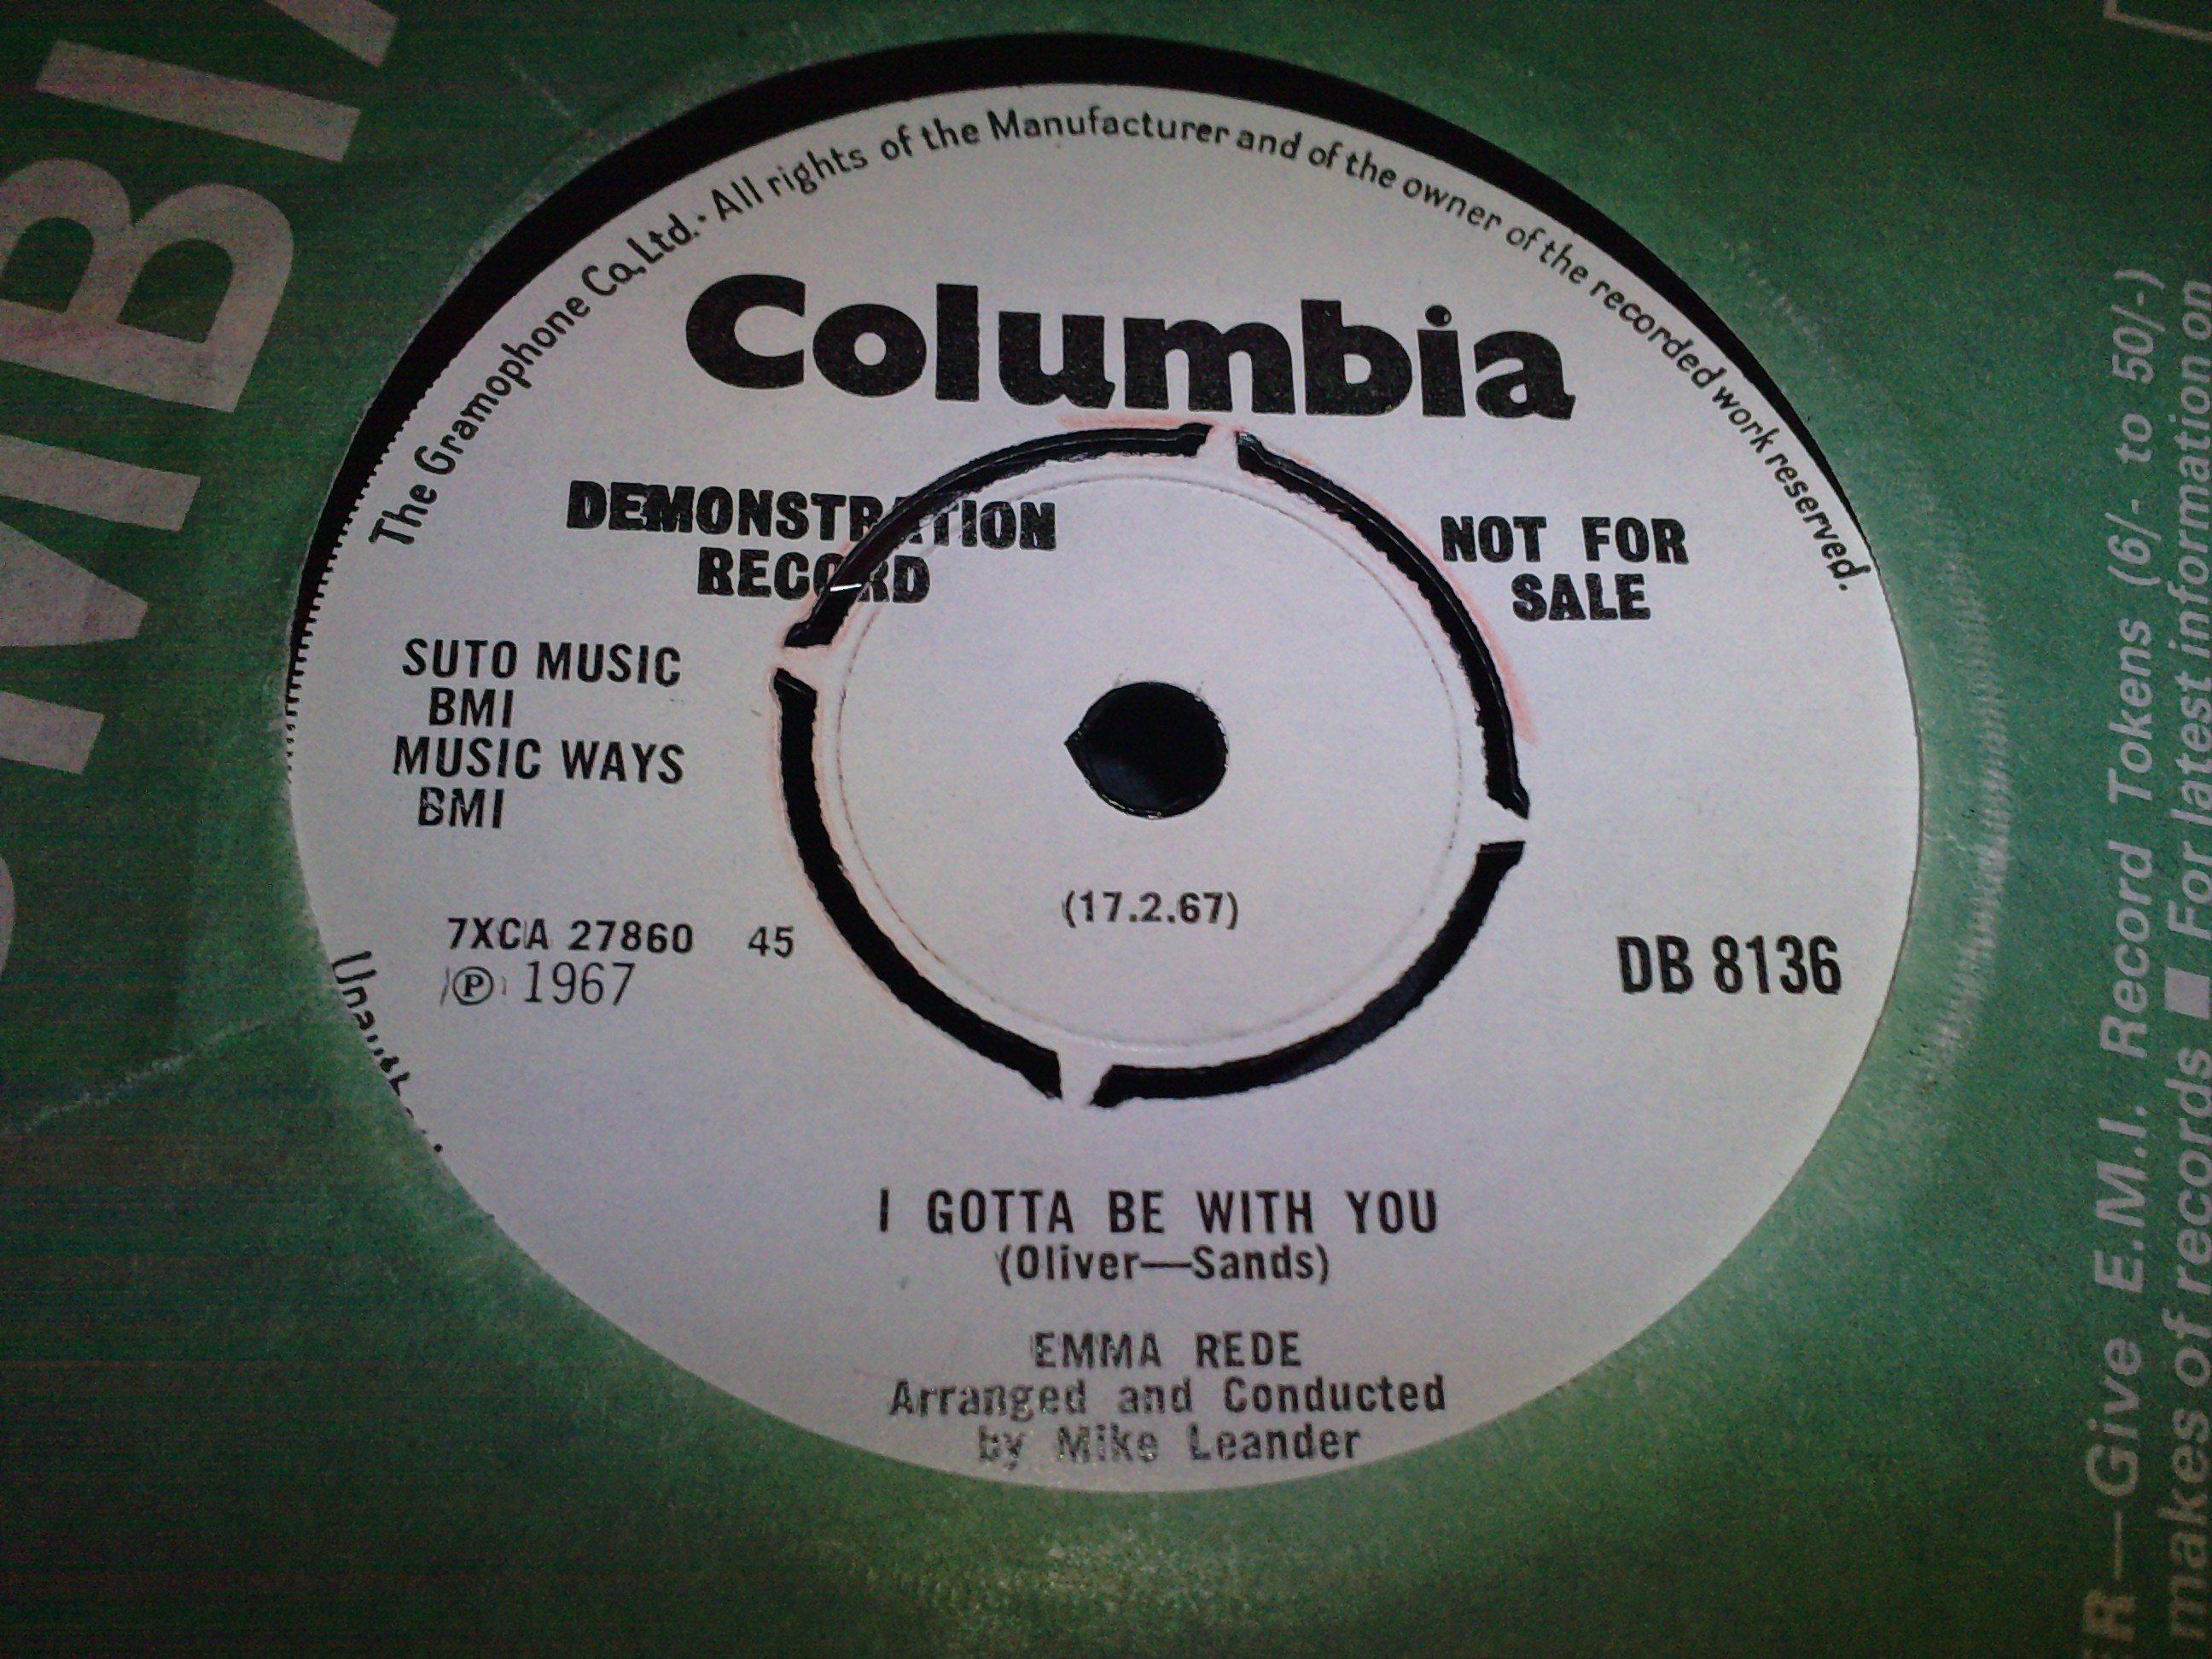 The Gramophone Co. Ltd. · All rights of the Manufacturer and of the owner of the recorded work reserved.
Columbia
DEMONSTRATION
RECORD
NOT FOR
SALE
SUTO MUSIC
BMI
MUSIC WAYS
BMI
(17.2.67)
7XCA 27860 45
Ⓟ 1967
DB 8136
I GOTTA BE WITH YOU
(Oliver—Sands)
EMMA REDE
Arranged and Conducted
by Mike Leander
—Give E.M.I. Record Tokens (6/- to 50/-)
makes of records ■ For latest information on